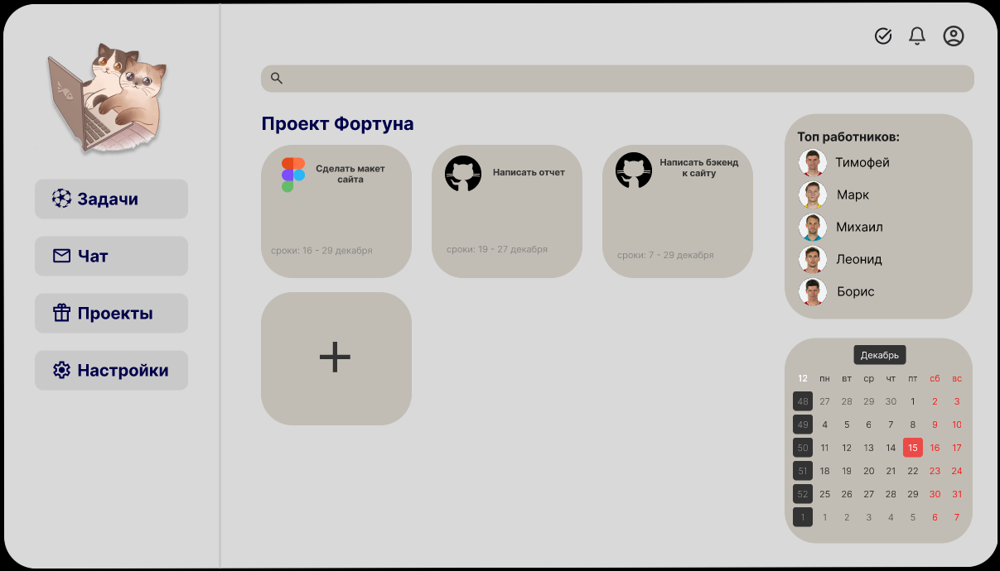 Задачи
Чат
Проекты
Настройки
Проект Фортуна
Сделать макет
сайта
сроки: 16 - 29 декабря
Написать отчет
сроки: 19 - 27 декабря
Написать бэкенд
к сайту
сроки: 7 - 29 декабря
Топ работников:
Тимофей
Марк
Михаил
Леонид
Борис
Декабрь
12 пн вт ср чт пт сб вс
48 27 28 29 30 1 2 3
49 4 5 6 7 8 9 10
50 11 12 13 14 15 16 17
51 18 19 20 21 22 23 24
52 25 26 27 28 29 30 31
1 1 2 3 4 5 6 7